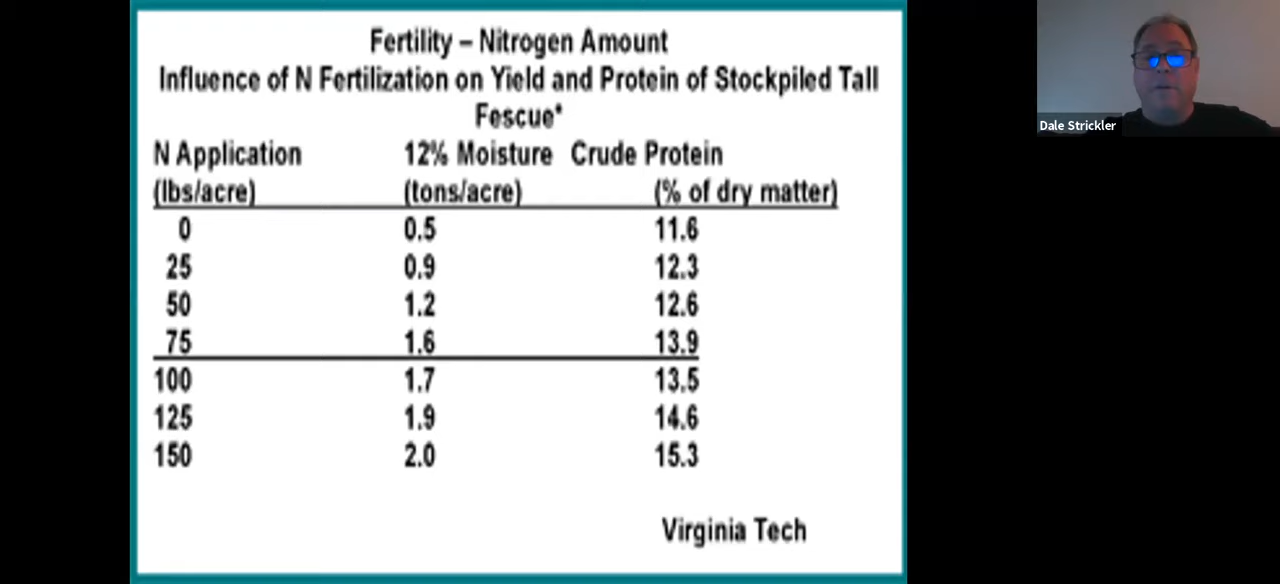 Fertility – Nitrogen Amount
Influence of N Fertilization on Yield and Protein of Stockpiled Tall
Fescue*
N Application 12% Moisture Crude Protein
(lbs/acre) (tons/acre) (% of dry matter)
0 0.5 11.6
25 0.9 12.3
50 1.2 12.6
75 1.6 13.9
100 1.7 13.5
125 1.9 14.6
150 2.0 15.3
Virginia Tech
Dale Strickler